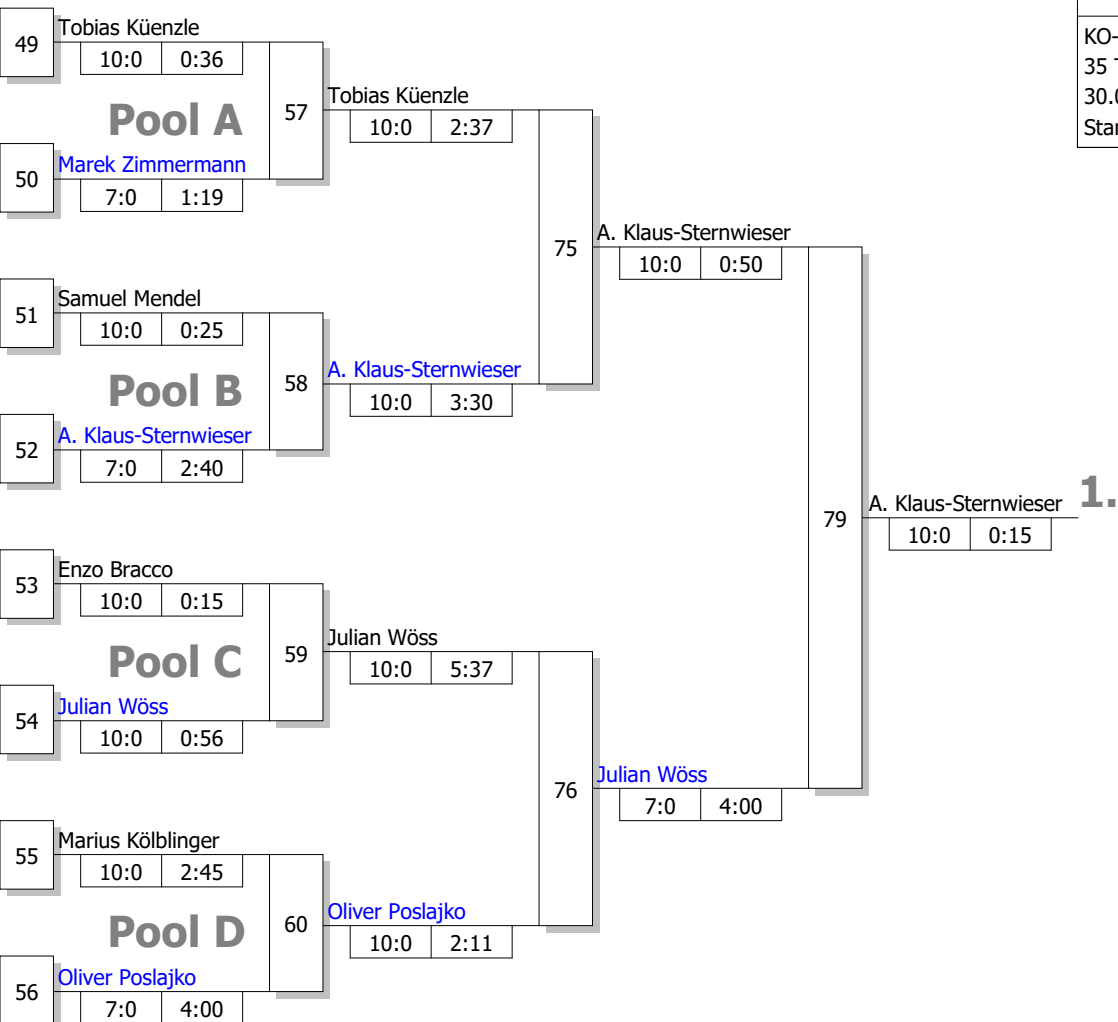 49
Tobias Küenzle
10:0 0:36
Pool A
50
Marek Zimmermann
7:0 1:19
57
Tobias Küenzle
10:0 2:37
51
Samuel Mendel
10:0 0:25
Pool B
52
A. Klaus-Sternwieser
7:0 2:40
58
A. Klaus-Sternwieser
10:0 3:30
75
A. Klaus-Sternwieser
10:0 0:50
53
Enzo Bracco
10:0 0:15
Pool C
54
Julian Wöss
10:0 0:56
59
Julian Wöss
10:0 5:37
55
Marius Kölblinger
10:0 2:45
Pool D
56
Oliver Poslajko
7:0 4:00
60
Oliver Poslajko
10:0 2:11
76
Julian Wöss
7:0 4:00
79
A. Klaus-Sternwieser
10:0 0:15
1.
KO-
35
30.0